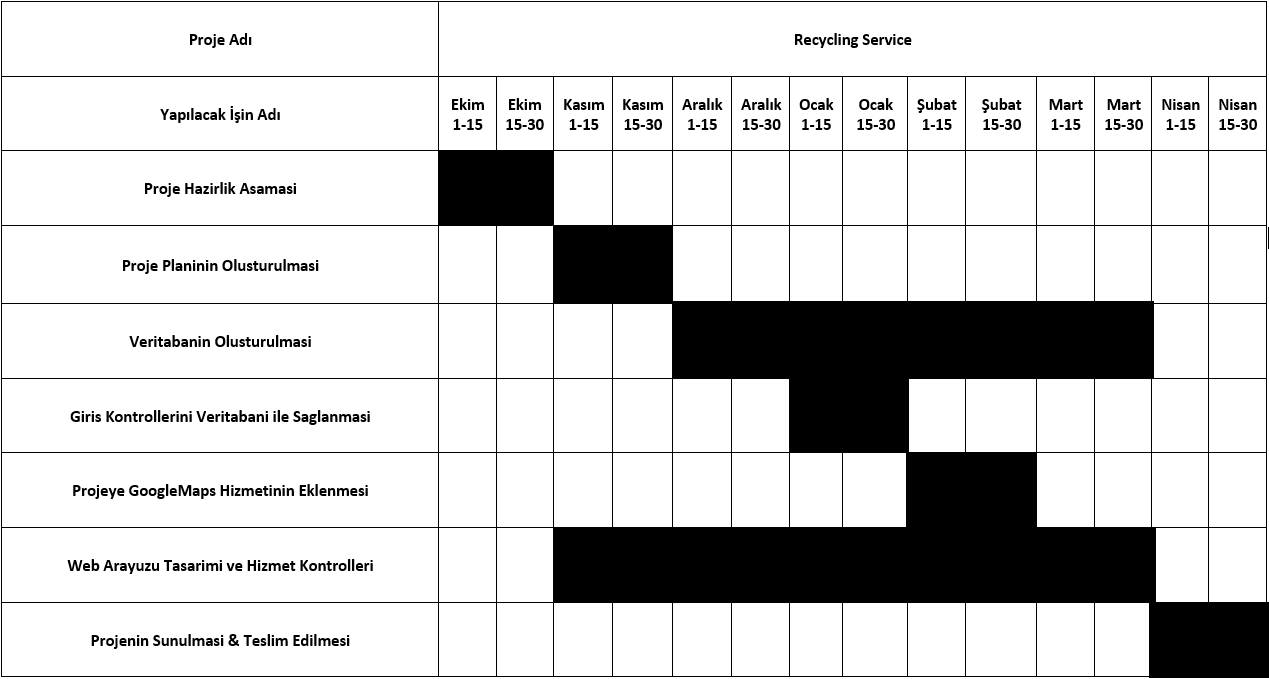 Proje Adı
Recycling Service
Yapılacak İşin Adı
Ekim
1-15
Ekim
15-30
Kasım
1-15
Kasım
15-30
Aralık
1-15
Aralık
15-30
Ocak
1-15
Ocak
15-30
Şubat
1-15
Şubat
15-30
Mart
1-15
Mart
15-30
Nisan
1-15
Nisan
15-30
Proje Hazirlik Asamasi
Proje Planinin Olusturulmasi
Veritabanin Olusturulmasi
Giris Kontrollerini Veritabani ile Saglanmasi
Projeye GoogleMaps Hizmetinin Eklenmesi
Web Arayuzu Tasarimi ve Hizmet Kontrolleri
Projenin Sunulmasi & Teslim Edilmesi